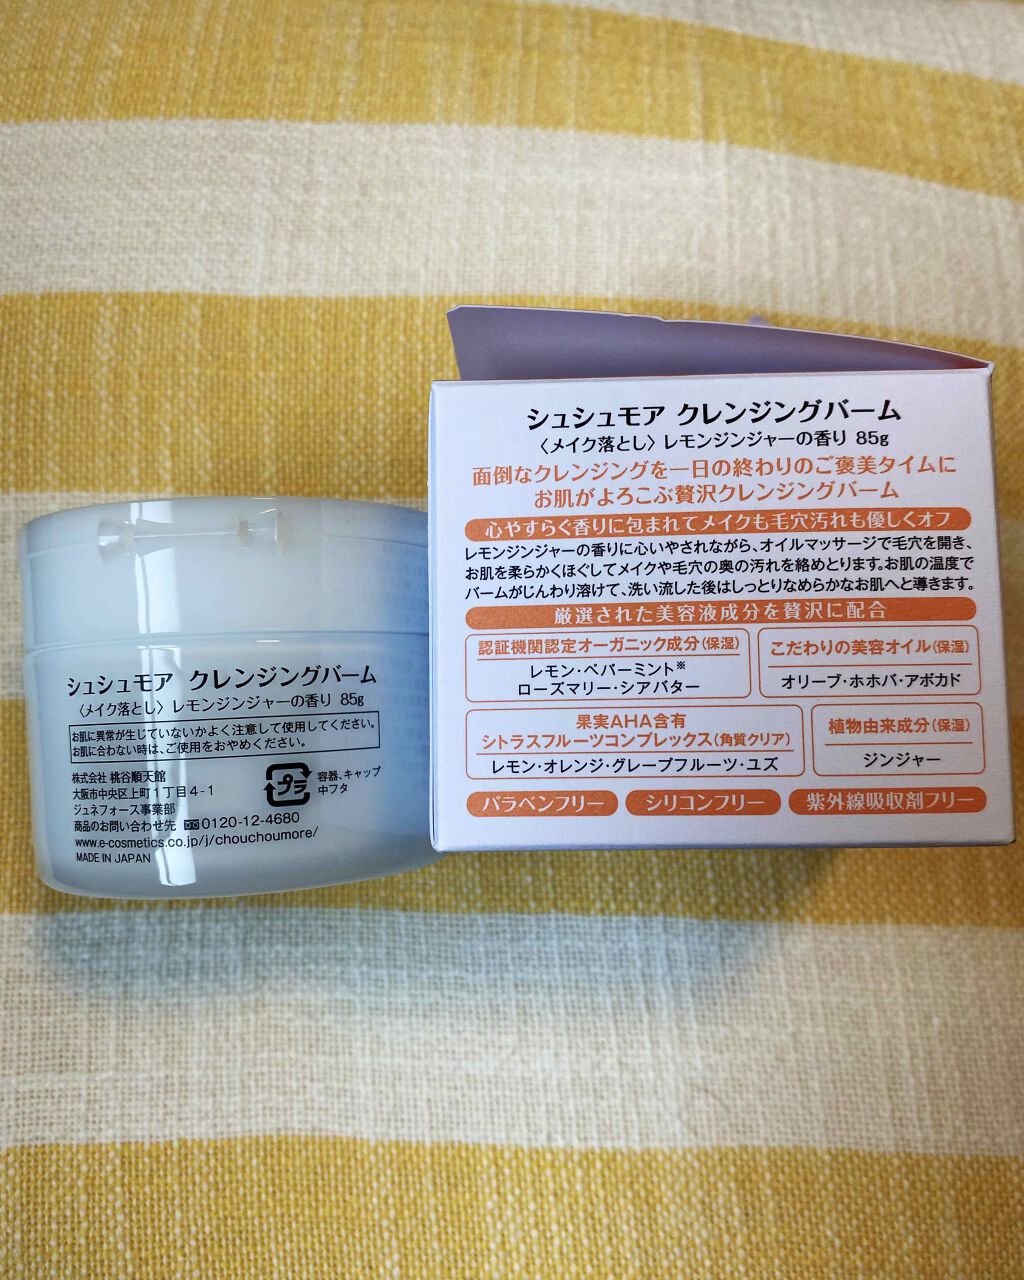 シュシュモア クレンジングバーム
〈メイク落とし〉レモンジンジャーの香り 85g
お肌に異常が生じていないかよく注意して使用してください。
お肌に合わない時は、ご使用をおやめください。
株式会社 桃谷順天館
大阪市中央区上町1丁目4-1
ジュネフォース事業部
商品のお問い合わせ先 0120-12-4680
www.e-cosmetics.co.jp/j/chouchoumore/
MADE IN JAPAN
プラ
容器、キャップ
中フタ
シュシュモア クレンジングバーム
〈メイク落とし〉レモンジンジャーの香り 85g
面倒なクレンジングを一日の終わりのご褒美タイムに
お肌がよろこぶ贅沢クレンジングバーム
心やすらぐ香りに包まれてメイクも毛穴汚れも優しくオフ
レモンジンジャーの香りに心いやされながら、オイルマッサージで毛穴を開き、
お肌を柔らかくほぐしてメイクや毛穴の奥の汚れを絡めとります。お肌の温度で
バームがじんわり溶けて、洗い流した後はしっとりなめらかなお肌へと導きます。
厳選された美容液成分を贅沢に配合
認証機関認定オーガニック成分(保湿)
レモン・ペパーミント※
ローズマリー・シアバター
こだわりの美容オイル(保湿)
オリーブ・ホホバ・アボカド
果実AHA含有
シトラスフルーツコンプレックス(角質クリア)
レモン・オレンジ・グレープフルーツ・ユズ
植物由来成分(保湿)
ジンジャー
パラベンフリー
シリコンフリー
紫外線吸収剤フリー